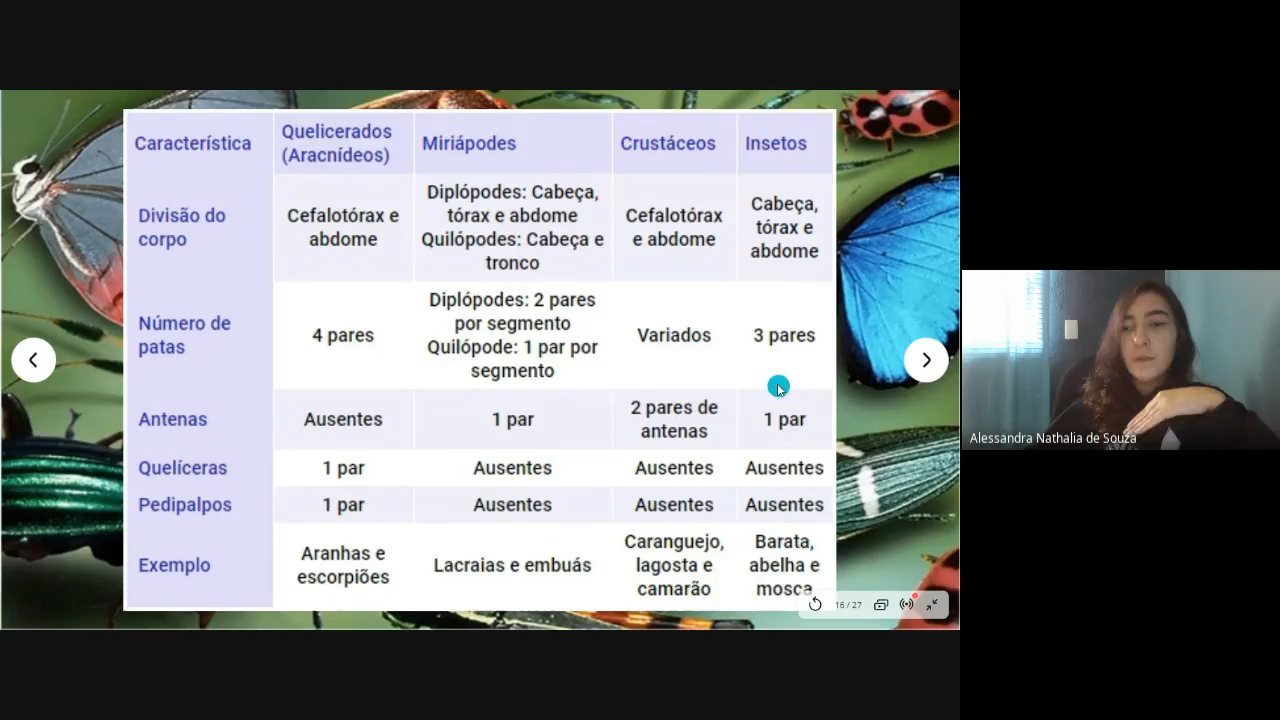 Característica
Quelicerados
(Aracnídeos)
Miriápodes
Crustáceos
Insetos
Divisão do
corpo
Cefalotórax e
abdome
Diplópodes: Cabeça,
tórax e abdome
Quilópodes: Cabeça e
tronco
Cefalotórax
e abdome
Cabeça,
tórax e
abdome
Número de
patas
4 pares
Diplópodes: 2 pares
por segmento
Quilópode: 1 par por
segmento
Variados
3 pares
Antenas
Ausentes
1 par
2 pares de
antenas
1 par
Quelíceras
1 par
Ausentes
Ausentes
Ausentes
Pedipalpos
1 par
Ausentes
Ausentes
Ausentes
Exemplo
Aranhas e
escorpiões
Lacraias e embuás
Caranguejo,
lagosta e
camarão
Barata,
abelha e
mosca
16 / 27
Alessandra Nathalia de Souza